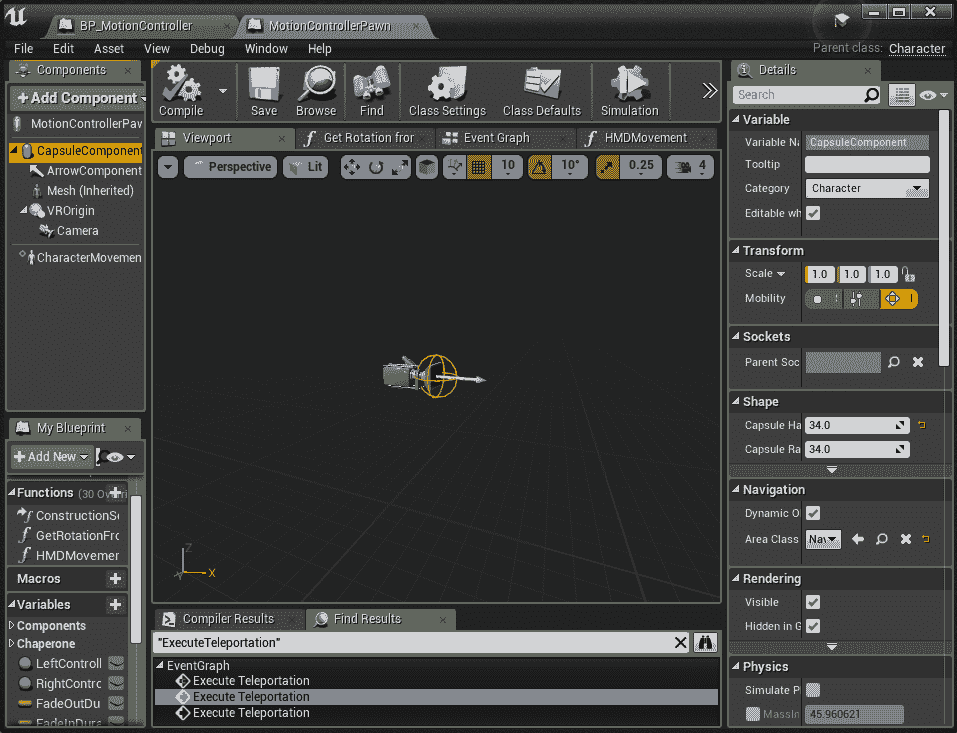 BP_MotionController
MotionControllerPawn
File Edit Asset View Debug Window Help
Parent class: Character
Components
+Add Component
MotionControllerPaw
CapsuleComponent
ArrowComponent
Mesh (Inherited)
VROrigin
Camera
CharacterMovemen
My Blueprint
+Add New
Functions (30 Overri
ConstructionSc
GetRotationFro
HMDMovemer
Macros
Variables
Components
Chaperone
LeftControll
RightContro
FadeOutDu
FadeInDura
Compile
Save
Browse
Find
Class Settings
Class Defaults
Simulation
Viewport
Get Rotation fror
Event Graph
HMDMovement
Perspective
Lit
10
10°
0.25
4
Z
X
Compiler Results
Find Results
"ExecuteTeleportation"
EventGraph
Execute Teleportation
Execute Teleportation
Execute Teleportation
Details
Search
Variable
Variable Na CapsuleComponent
Tooltip
Category Character
Editable wh
Transform
Scale 1.0 1.0 1.0
Mobility
Sockets
Parent Soc
Shape
Capsule Ha 34.0
Capsule Ra 34.0
Navigation
Dynamic O
Area Class Nav
Rendering
Visible
Hidden in G
Physics
Simulate P
MassIn 45.960621